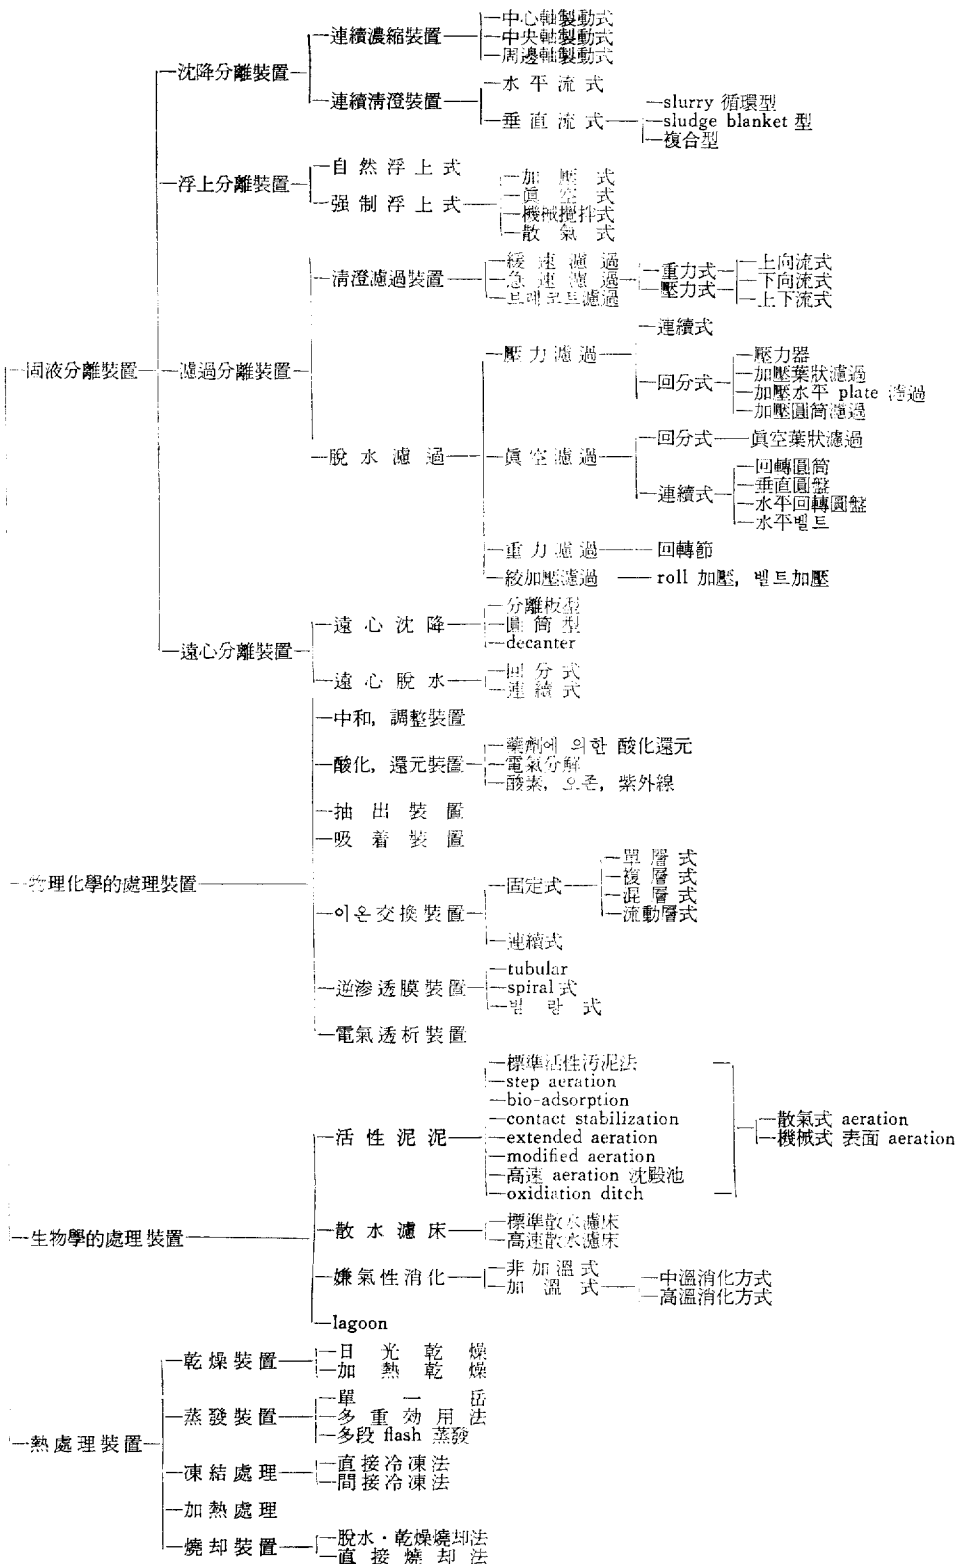 連續濃縮裝置
中心軸製動式
中央軸製動式
周邊軸製動式
沈降分離裝置
連續淸澄裝置
水平流式
垂直流式
slurry 循環型
sludge blanket 型
複合型
浮上分離裝置
自然浮上式
强制浮上式
加壓式
眞空式
機械攪拌式
散氣式
固液分離裝置
濾過分離裝置
淸澄濾過裝置
緩速濾過
急速濾過
프레코트濾過
重力式
壓力式
上向流式
下向流式
上下流式
脫水濾過
壓力濾過
連續式
回分式
壓力器
加壓葉狀濾過
加壓水平 plate 濾過
加壓圓筒濾過
眞空濾過
回分式
眞空葉狀濾過
連續式
回轉圓筒
垂直圓盤
水平回轉圓盤
水平벨트
重力濾過
回轉節
絞加壓濾過
roll 加壓, 벨트加壓
遠心分離裝置
遠心沈降
分離板型
圓筒型
decanter
遠心脫水
回分式
連續式
物理化學的處理裝置
中和, 調整裝置
酸化, 還元裝置
藥劑에 의한 酸化還元
電氣分解
酸素, 오존, 紫外線
抽出裝置
吸着裝置
이온交換裝置
固定式
單層式
複層式
混層式
流動層式
連續式
逆滲透膜裝置
tubular
spiral 式
式
電氣透析裝置
生物學的處理裝置
活性泥泥
標準活性汚泥法
step aeration
bio-adsorption
contact stabilization
extended aeration
modified aeration
高速 aeration 沈殿池
oxidiation ditch
散氣式 aeration
機械式 表面 aeration
散水濾床
標準散水濾床
高速散水濾床
嫌氣性消化
非加溫式
加溫式
中溫消化方式
高溫消化方式
lagoon
熱處理裝置
乾燥裝置
日光乾燥
加熱乾燥
蒸發裝置
單一缶
多重効用法
多段 flash 蒸發
凍結處理
直接冷凍法
間接冷凍法
加熱處理
燒却裝置
脫水·乾燥燒却法
直接燒却法